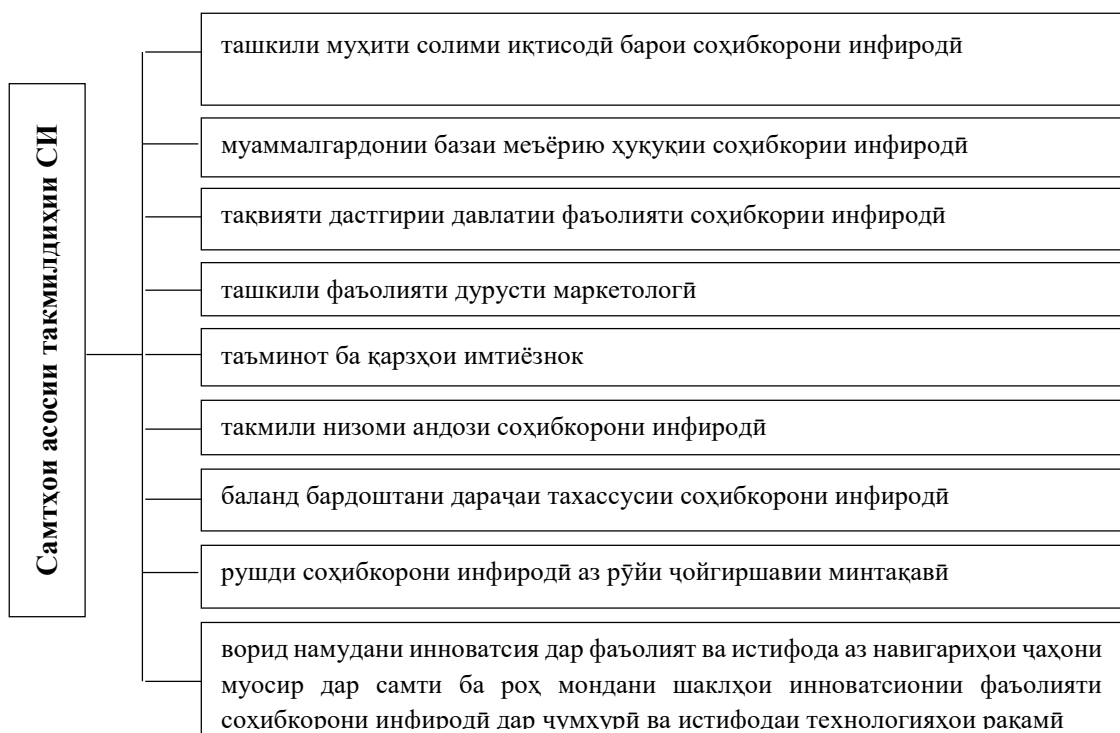 Самтҳои асосии такмилдиҳии СИ
ташкили муҳити солими иқтисодӣ барои соҳибкорони инфиродӣ
муаммалгардонии базаи меъёрию ҳуқуқии соҳибкории инфиродӣ
тақвияти дастгирии давлатии фаъолияти соҳибкории инфиродӣ
ташкили фаъолияти дурусти маркетологӣ
таъминот ба қарзҳои имтиёзнок
такмили низоми андози соҳибкорони инфиродӣ
баланд бардоштани дараҷаи тахассусии соҳибкорони инфиродӣ
рушди соҳибкорони инфиродӣ аз рӯйи ҷойгиршавии минтақавӣ
ворид намудани инноватсия дар фаъолият ва истифода аз навигариҳои ҷаҳони
муосир дар самти ба роҳ мондани шаклҳои инноватсионии фаъолияти
соҳибкорони инфиродӣ дар ҷумҳурӣ ва истифодаи технологияҳои рақамӣ